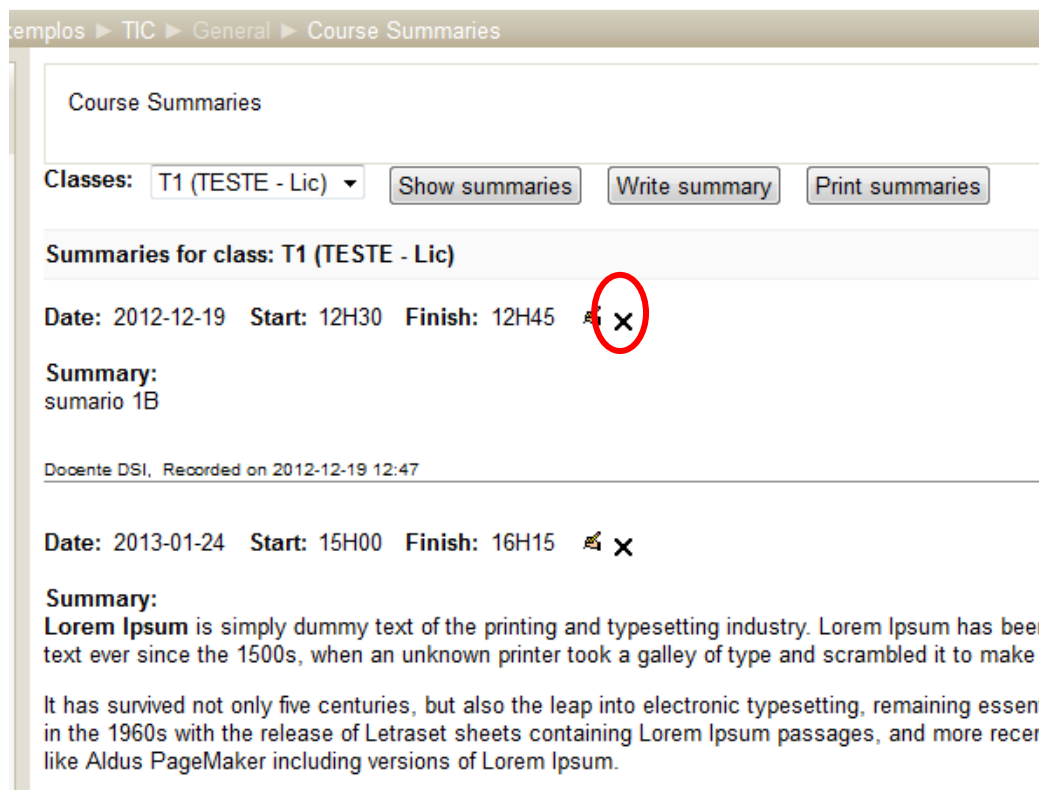 emplos ► TIC ► General ► Course Summaries
Course Summaries
Classes: T1 (TESTE - Lic) Show summaries Write summary Print summaries
Summaries for class: T1 (TESTE - Lic)
Date: 2012-12-19 Start: 12H30 Finish: 12H45
Summary:
sumario 1B
Docente DSI, Recorded on 2012-12-19 12:47
Date: 2013-01-24 Start: 15H00 Finish: 16H15
Summary:
Lorem Ipsum is simply dummy text of the printing and typesetting industry. Lorem Ipsum has beer
text ever since the 1500s, when an unknown printer took a galley of type and scrambled it to make
It has survived not only five centuries, but also the leap into electronic typesetting, remaining essen
in the 1960s with the release of Letraset sheets containing Lorem Ipsum passages, and more recer
like Aldus PageMaker including versions of Lorem Ipsum.